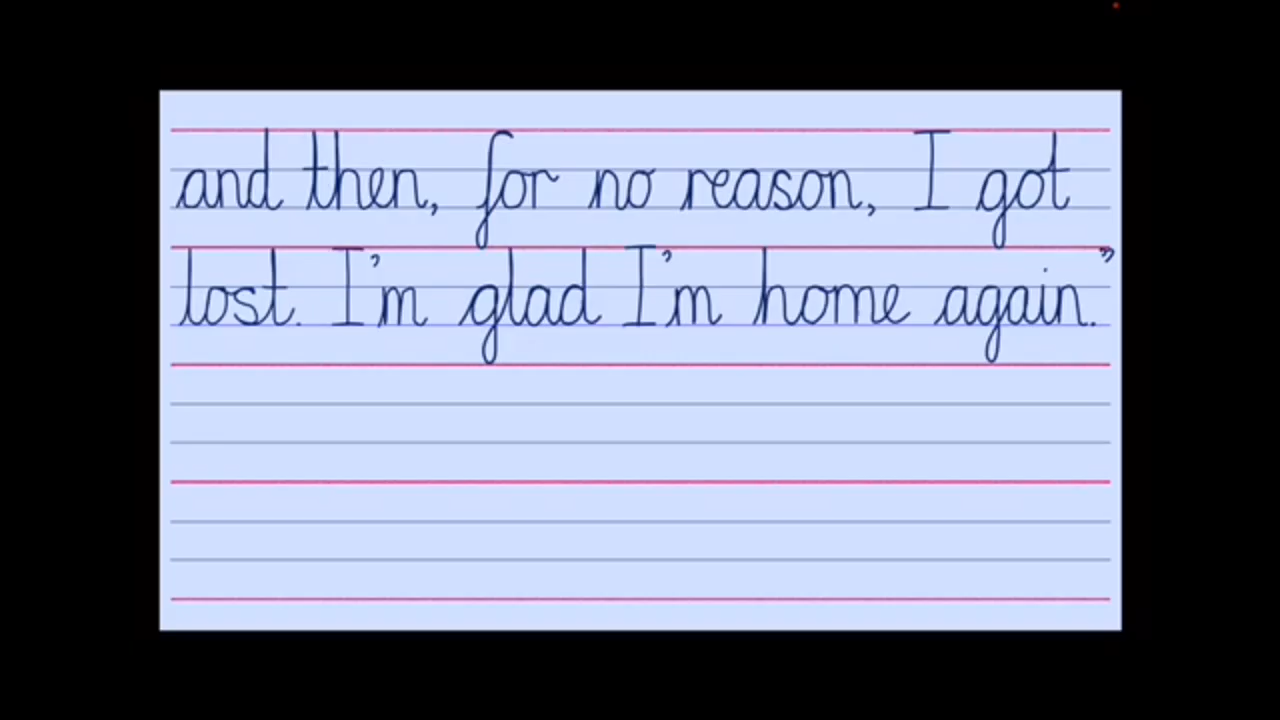 and then, for no reason, I got
lost. I'm glad I'm home again."